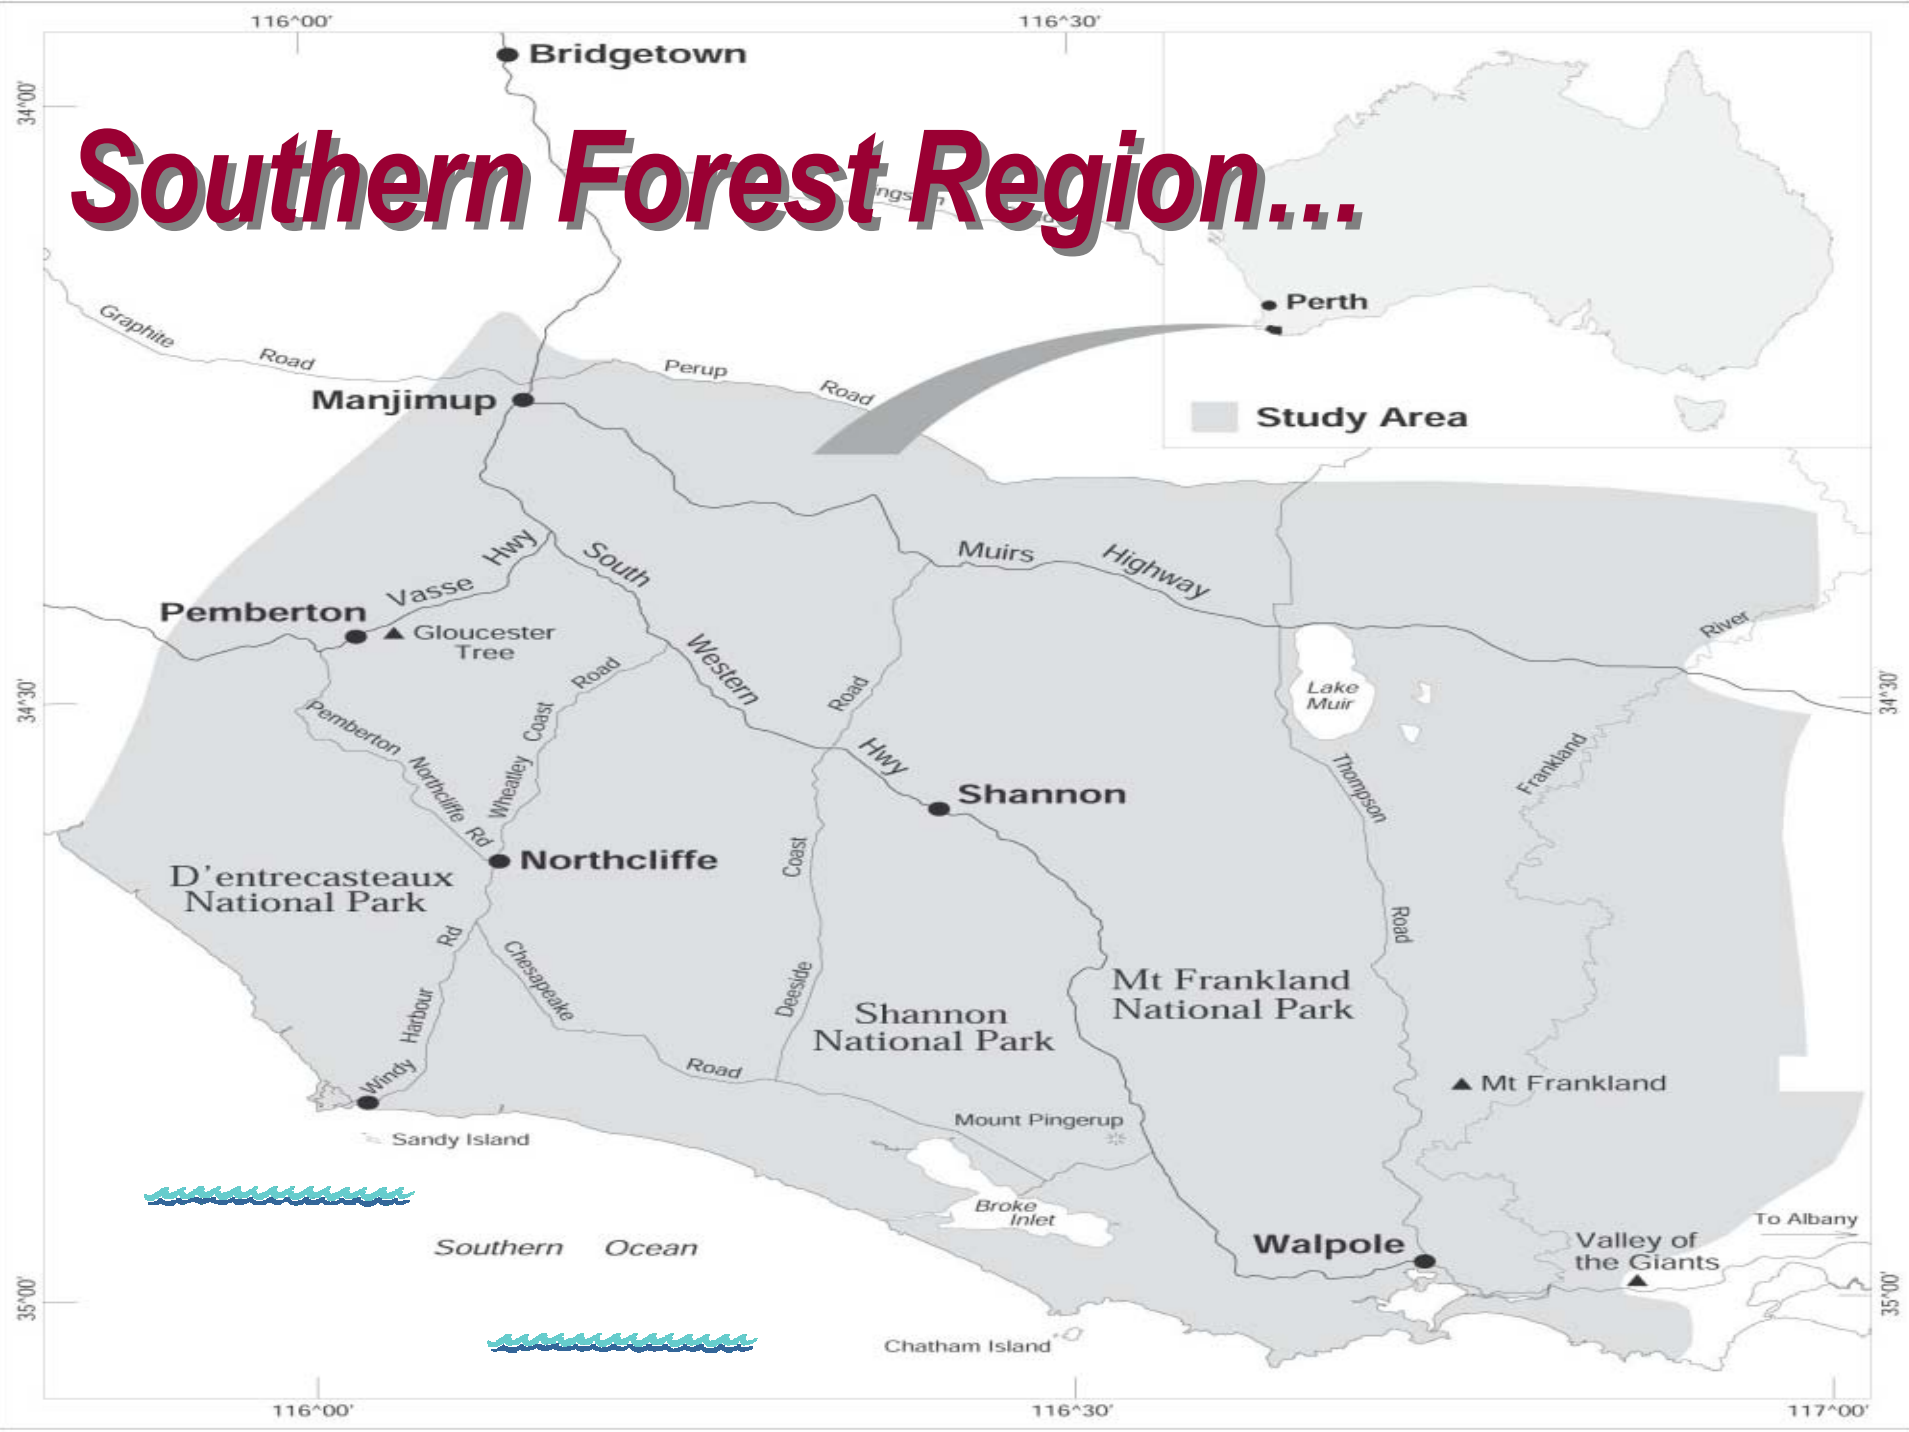 116^00'
116^30'
Bridgetown
34^00'
Southern Forest Region...
Perth
Graphite
Road
Perup
Road
Manjimup
Study Area
Hwy
South
Muirs
Highway
Vasse
Pemberton
Gloucester
Tree
River
Road
Western
Road
Lake
Muir
34^30'
34^30'
Pemberton
Northcliffe
Rd
Wheatley
Coast
Hwy
Frankland
Thompson
Shannon
Northcliffe
Coast
D'entrecasteaux
National Park
Rd
Road
Chesapeake
Deeside
Mt Frankland
National Park
Shannon
National Park
Harbour
Windy
Road
Mt Frankland
Mount Pingerup
Sandy Island
Broke
Inlet
To Albany
Southern Ocean
Walpole
Valley of
the Giants
35^00'
35^00'
Chatham Island
116^00'
116^30'
117^00'